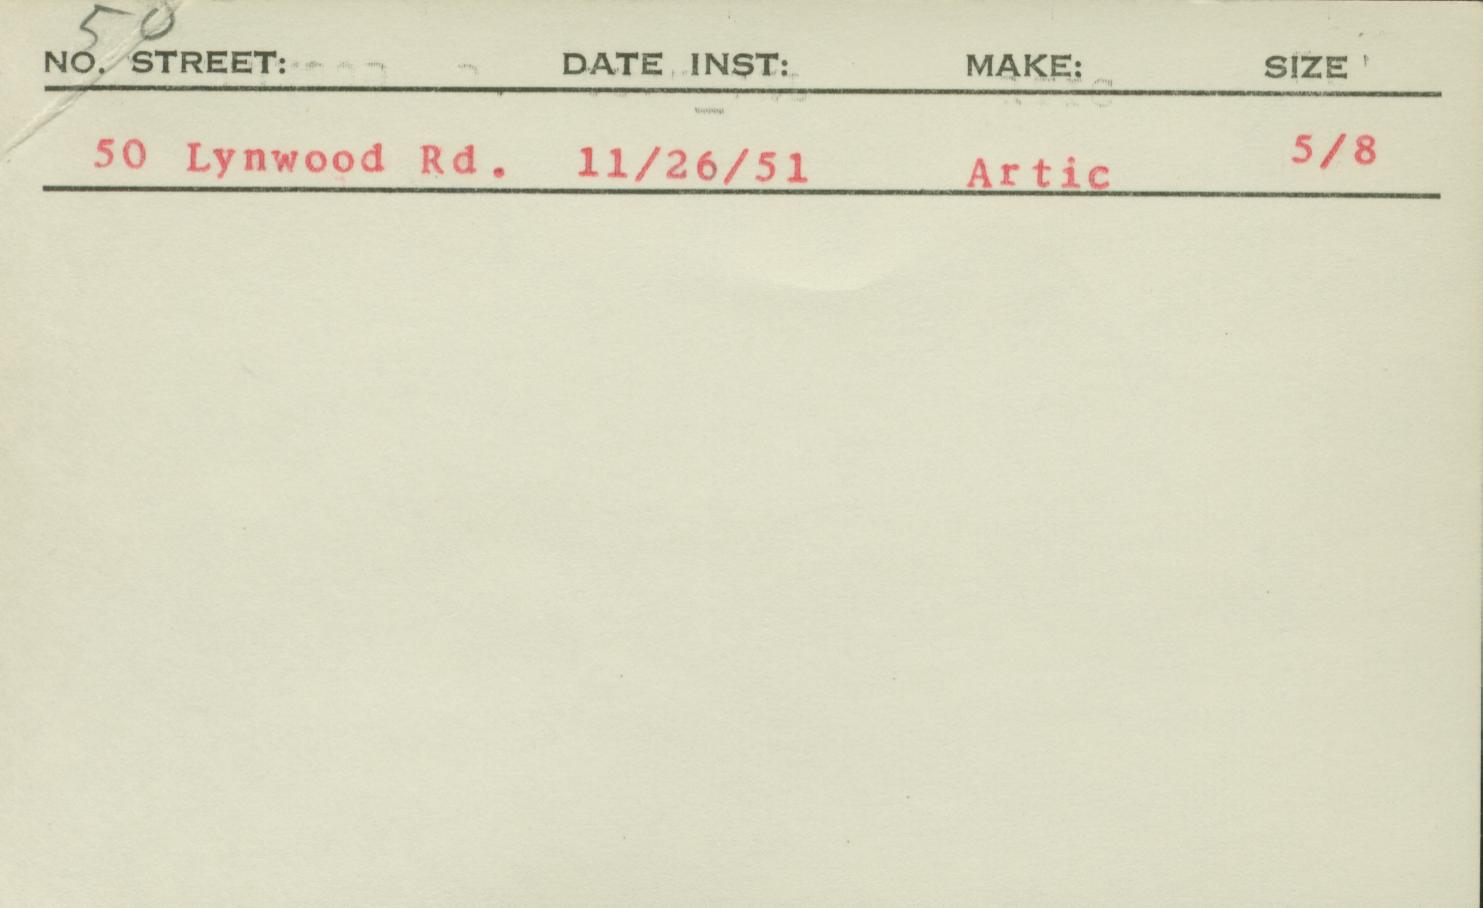 50
NO. STREET: DATE INST: MAKE: SIZE
50 Lynwood Rd. 11/26/51 Artic 5/8